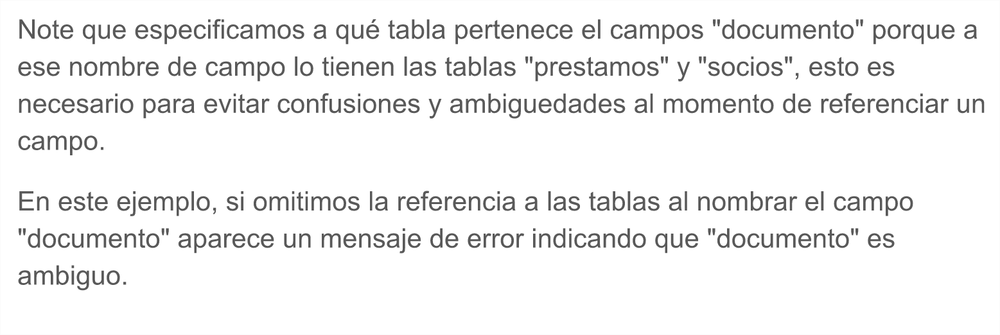 Note que especificamos a qué tabla pertenece el campos "documento" porque a
ese nombre de campo lo tienen las tablas "prestamos" y "socios", esto es
necesario para evitar confusiones y ambiguedades al momento de referenciar un
campo.
En este ejemplo, si omitimos la referencia a las tablas al nombrar el campo
"documento" aparece un mensaje de error indicando que "documento" es
ambiguo.